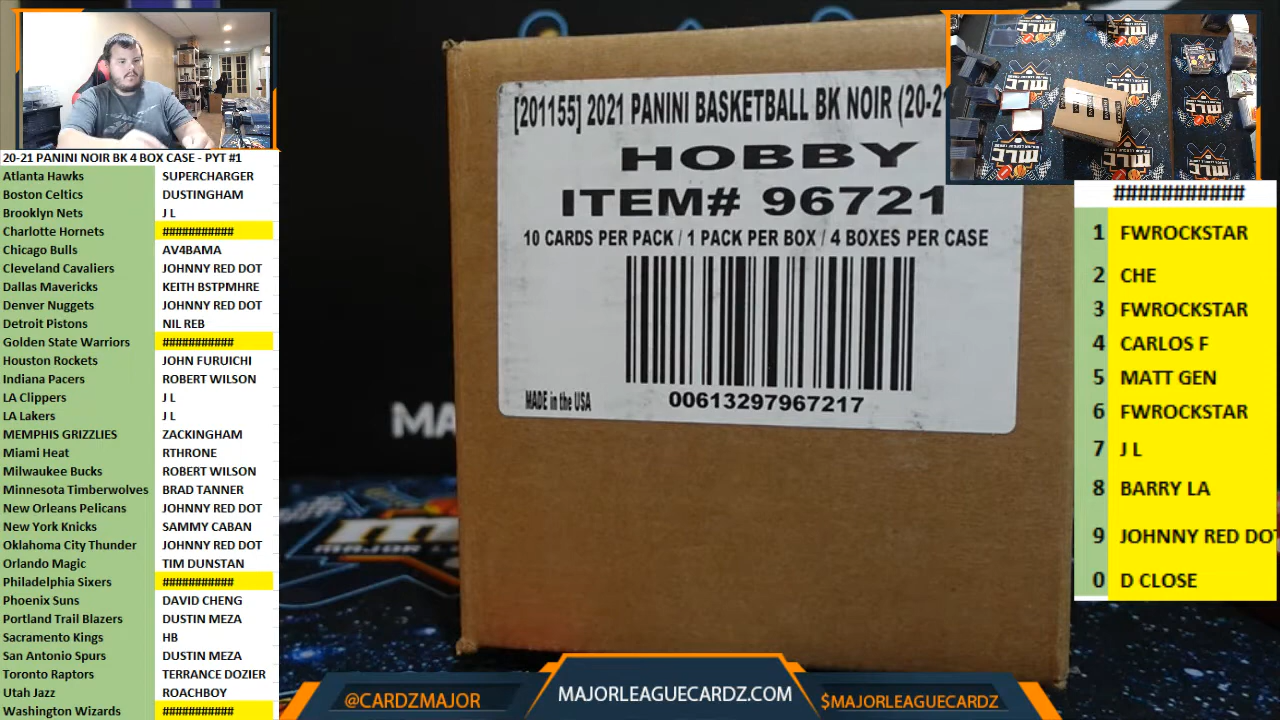 20-21 PANINI NOIR BK 4 BOX CASE - PYT #1
Atlanta Hawks SUPERCHARGER
Boston Celtics DUSTINGHAM
Brooklyn Nets J L
Charlotte Hornets ###########
Chicago Bulls AV4BAMA
Cleveland Cavaliers JOHNNY RED DOT
Dallas Mavericks KEITH BSTPMHRE
Denver Nuggets JOHNNY RED DOT
Detroit Pistons NIL REB
Golden State Warriors ###########
Houston Rockets JOHN FURUICHI
Indiana Pacers ROBERT WILSON
LA Clippers J L
LA Lakers J L
MEMPHIS GRIZZLIES ZACKINGHAM
Miami Heat RTHRONE
Milwaukee Bucks ROBERT WILSON
Minnesota Timberwolves BRAD TANNER
New Orleans Pelicans JOHNNY RED DOT
New York Knicks SAMMY CABAN
Oklahoma City Thunder JOHNNY RED DOT
Orlando Magic TIM DUNSTAN
Philadelphia Sixers ###########
Phoenix Suns DAVID CHENG
Portland Trail Blazers DUSTIN MEZA
Sacramento Kings HB
San Antonio Spurs DUSTIN MEZA
Toronto Raptors TERRANCE DOZIER
Utah Jazz ROACHBOY
Washington Wizards ###########
[201155] 2021 PANINI BASKETBALL BK NOIR (20-2
HOBBY
ITEM# 96721
10 CARDS PER PACK / 1 PACK PER BOX / 4 BOXES PER CASE
MADE in the USA
00613297967217
MA
###########
1 FWROCKSTAR
2 CHE
3 FWROCKSTAR
4 CARLOS F
5 MATT GEN
6 FWROCKSTAR
7 J L
8 BARRY LA
9 JOHNNY RED DOT
0 D CLOSE
@CARDZMAJOR
MAJORLEAGUECARDZ.COM
$MAJORLEAGUECARDZ